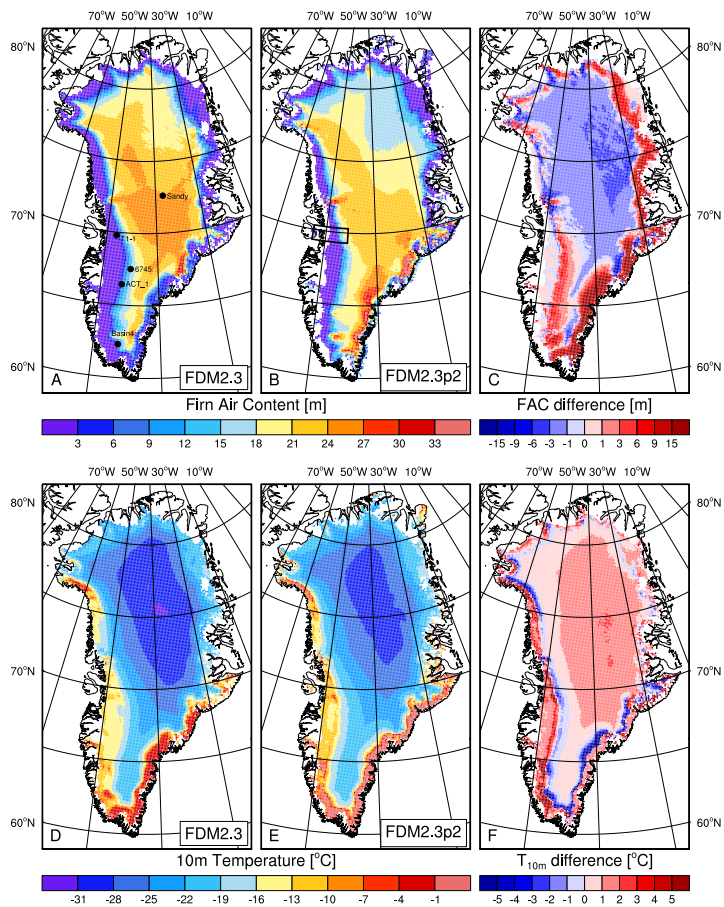 70°W 50°W 30°W 10°W
70°W 50°W 30°W 10°W
70°W 50°W 30°W 10°W
80°N
80°N
70°N
70°N
60°N
60°N
Sandy
T1-1
6745
ACT_1
Basin4
A
FDM2.3
B
FDM2.3p2
C
Firn Air Content [m]
FAC difference [m]
3 6 9 12 15 18 21 24 27 30 33
-15 -9 -6 -3 -1 0 1 3 6 9 15
70°W 50°W 30°W 10°W
70°W 50°W 30°W 10°W
70°W 50°W 30°W 10°W
80°N
80°N
70°N
70°N
60°N
60°N
D
FDM2.3
E
FDM2.3p2
F
10m Temperature [°C]
T10m difference [°C]
-31 -28 -25 -22 -19 -16 -13 -10 -7 -4 -1
-5 -4 -3 -2 -1 0 1 2 3 4 5